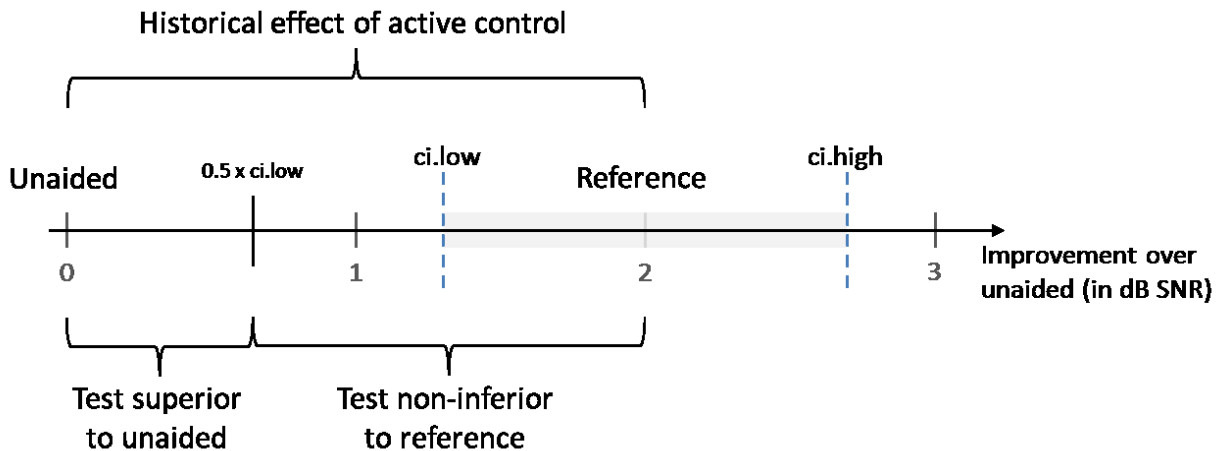 Historical effect of active control
Unaided
0.5 x ci.low
ci.low
Reference
ci.high
0
1
2
3
Improvement over
unaided (in dB SNR)
Test superior
to unaided
Test non-inferior
to reference